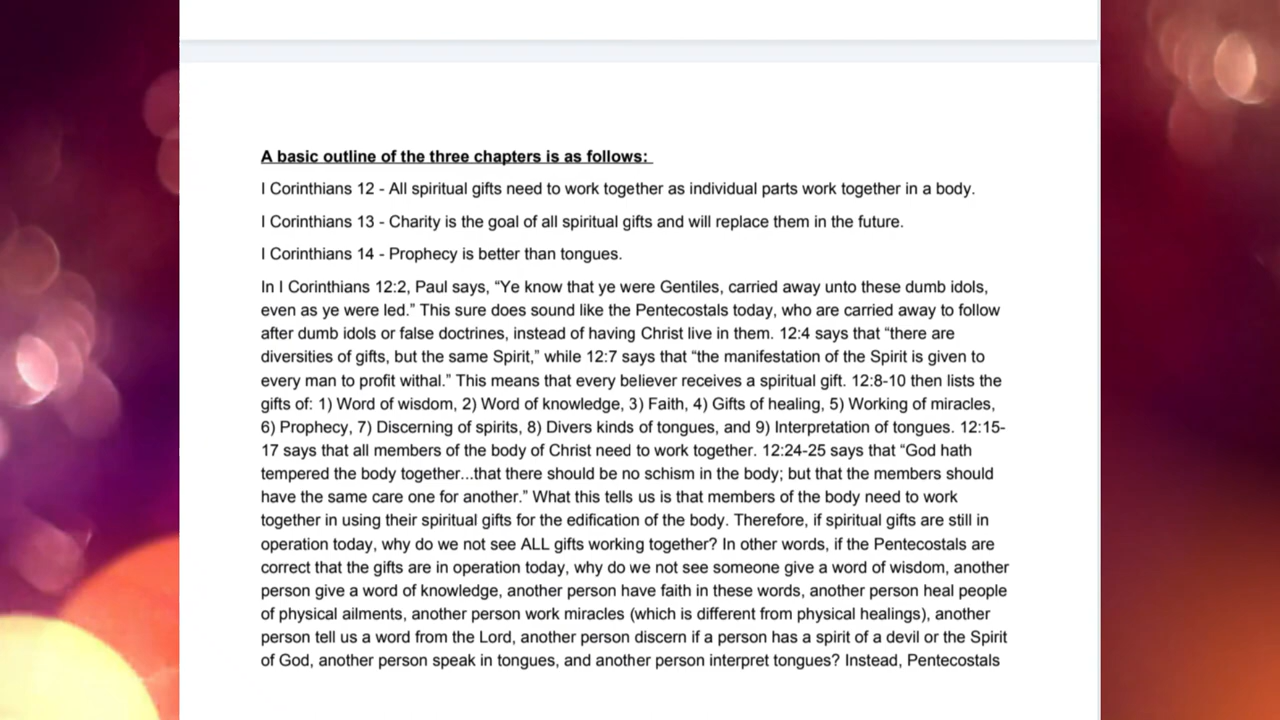 A basic outline of the three chapters is as follows:
I Corinthians 12 - All spiritual gifts need to work together as individual parts work together in a body.
I Corinthians 13 - Charity is the goal of all spiritual gifts and will replace them in the future.
I Corinthians 14 - Prophecy is better than tongues.
In I Corinthians 12:2, Paul says, “Ye know that ye were Gentiles, carried away unto these dumb idols,
even as ye were led.” This sure does sound like the Pentecostals today, who are carried away to follow
after dumb idols or false doctrines, instead of having Christ live in them. 12:4 says that “there are
diversities of gifts, but the same Spirit,” while 12:7 says that “the manifestation of the Spirit is given to
every man to profit withal.” This means that every believer receives a spiritual gift. 12:8-10 then lists the
gifts of: 1) Word of wisdom, 2) Word of knowledge, 3) Faith, 4) Gifts of healing, 5) Working of miracles,
6) Prophecy, 7) Discerning of spirits, 8) Divers kinds of tongues, and 9) Interpretation of tongues. 12:15-
17 says that all members of the body of Christ need to work together. 12:24-25 says that “God hath
tempered the body together...that there should be no schism in the body; but that the members should
have the same care one for another.” What this tells us is that members of the body need to work
together in using their spiritual gifts for the edification of the body. Therefore, if spiritual gifts are still in
operation today, why do we not see ALL gifts working together? In other words, if the Pentecostals are
correct that the gifts are in operation today, why do we not see someone give a word of wisdom, another
person give a word of knowledge, another person have faith in these words, another person heal people
of physical ailments, another person work miracles (which is different from physical healings), another
person tell us a word from the Lord, another person discern if a person has a spirit of a devil or the Spirit
of God, another person speak in tongues, and another person interpret tongues? Instead, Pentecostals